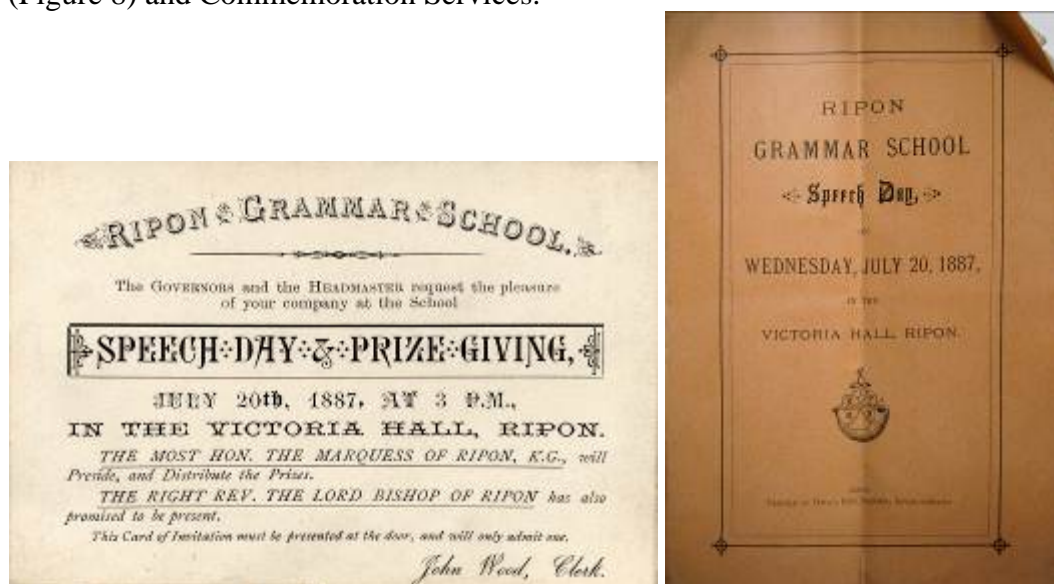 (Figure 8) and Commemoration Services.
RIPON GRAMMAR SCHOOL.
The GOVERNORS and the HEADMASTER request the pleasure
of your company at the School
SPEECH DAY & PRIZE GIVING,
JULY 20th, 1887, AT 3 P.M.,
IN THE VICTORIA HALL, RIPON.
THE MOST HON. THE MARQUESS OF RIPON, K.G., will
Preside, and Distribute the Prizes.
THE RIGHT REV. THE LORD BISHOP OF RIPON has also
promised to be present.
This Card of Invitation must be presented at the door, and will only admit one.
John Wood, Clerk.
RIPON
GRAMMAR SCHOOL
Speech Day,
WEDNESDAY, JULY 20, 1887,
IN THE
VICTORIA HALL, RIPON.